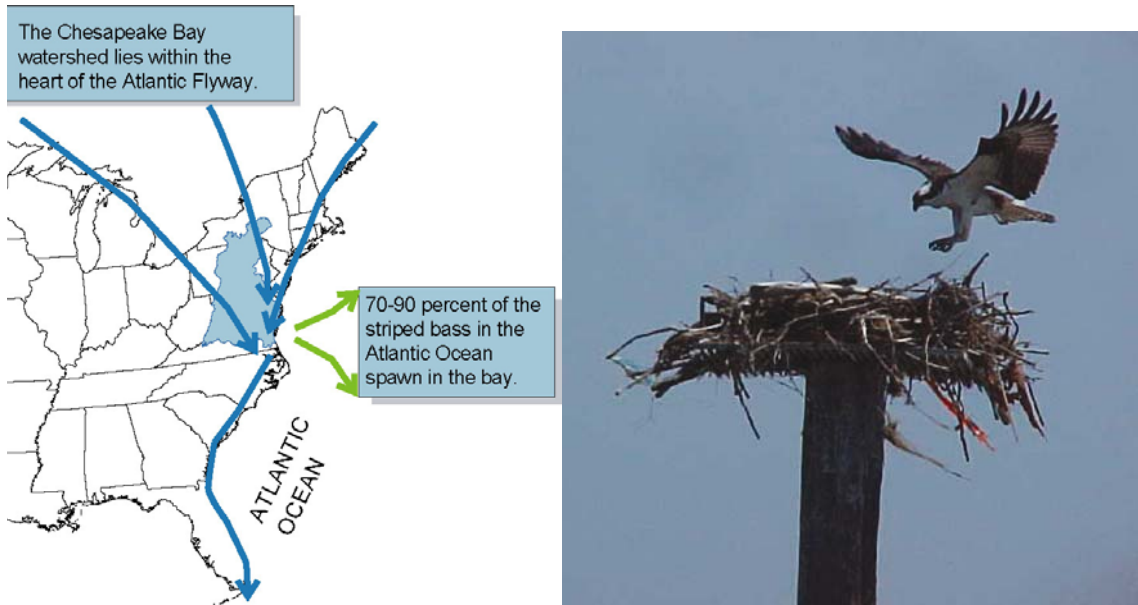 The Chesapeake Bay
watershed lies within the
heart of the Atlantic Flyway.
70-90 percent of the
striped bass in the
Atlantic Ocean
spawn in the bay.
ATLANTIC
OCEAN